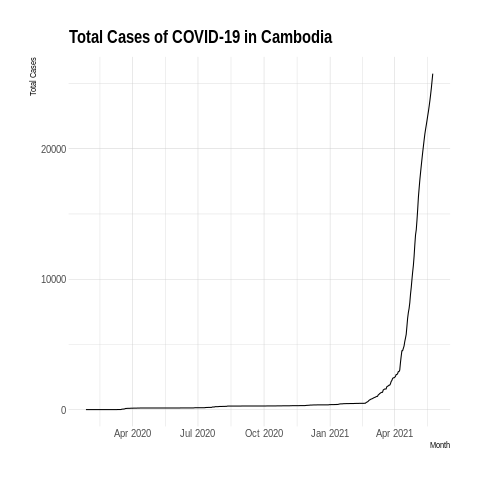 Total Cases of COVID-19 in Cambodia
Total Cases
20000
10000
0
Apr 2020 Jul 2020 Oct 2020 Jan 2021 Apr 2021
Month